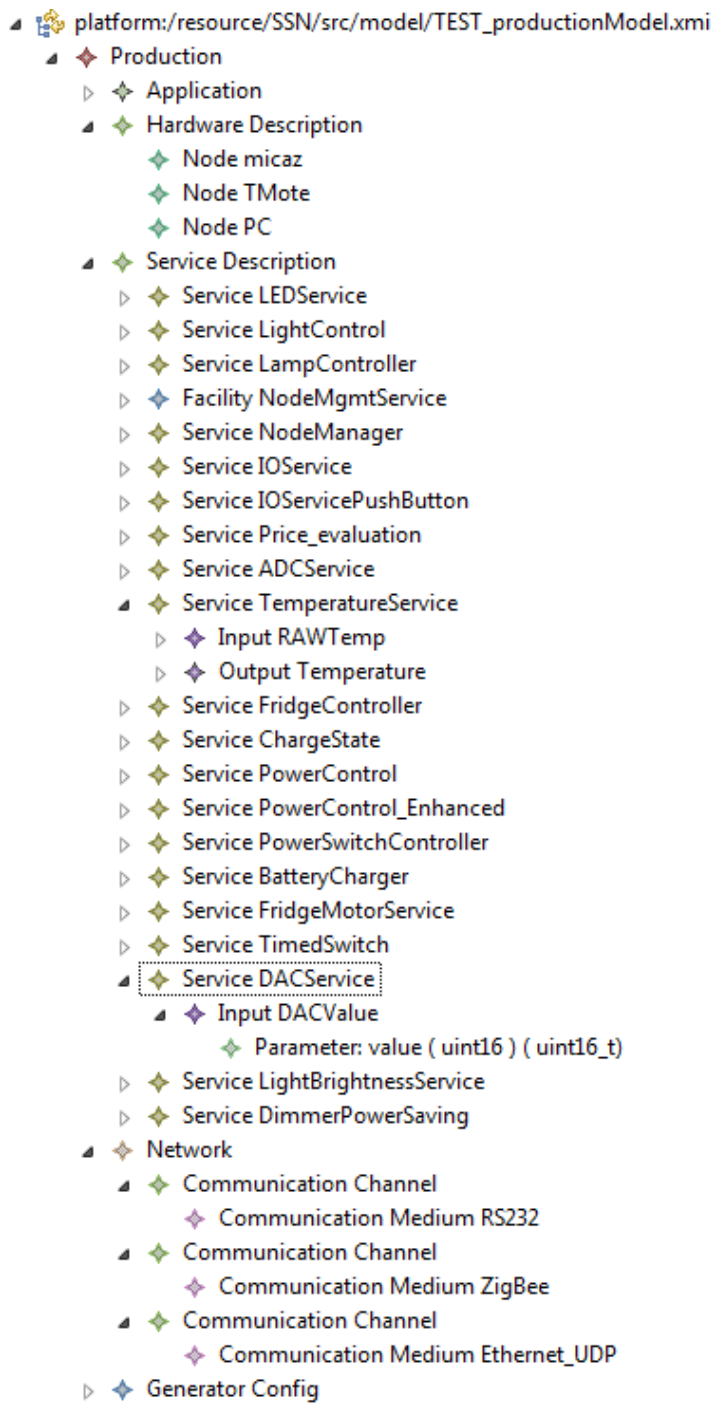 platform:/resource/SSN/src/model/TEST_productionModel.xmi
Production
Application
Hardware Description
Node micaz
Node TMote
Node PC
Service Description
Service LEDService
Service LightControl
Service LampController
Facility NodeMgmtService
Service NodeManager
Service IOService
Service IOServicePushButton
Service Price_evaluation
Service ADCService
Service TemperatureService
Input RAWTemp
Output Temperature
Service FridgeController
Service ChargeState
Service PowerControl
Service PowerControl_Enhanced
Service PowerSwitchController
Service BatteryCharger
Service FridgeMotorService
Service TimedSwitch
Service DACService
Input DACValue
Parameter: value ( uint16 ) ( uint16_t)
Service LightBrightnessService
Service DimmerPowerSaving
Network
Communication Channel
Communication Medium RS232
Communication Channel
Communication Medium ZigBee
Communication Channel
Communication Medium Ethernet_UDP
Generator Config